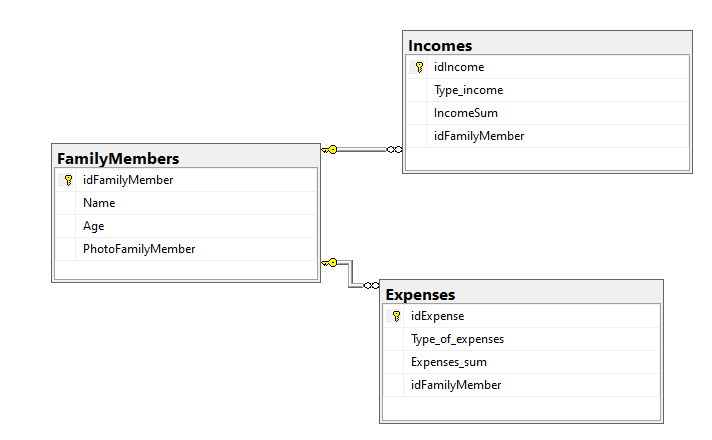 Incomes
idIncome
Type_income
IncomeSum
idFamilyMember
FamilyMembers
idFamilyMember
Name
Age
PhotoFamilyMember
Expenses
idExpense
Type_of_expenses
Expenses_sum
idFamilyMember